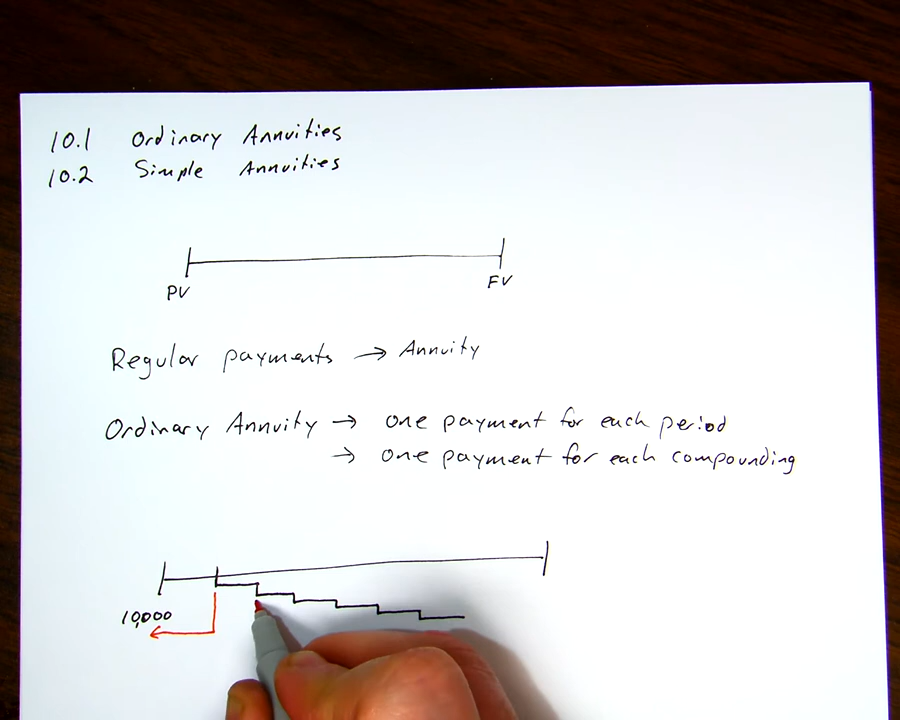 10.1 Ordinary Annuities
10.2 Simple Annuities
PV FV
Regular payments → Annuity
Ordinary Annuity → one payment for each period
→ one payment for each compounding
10,000